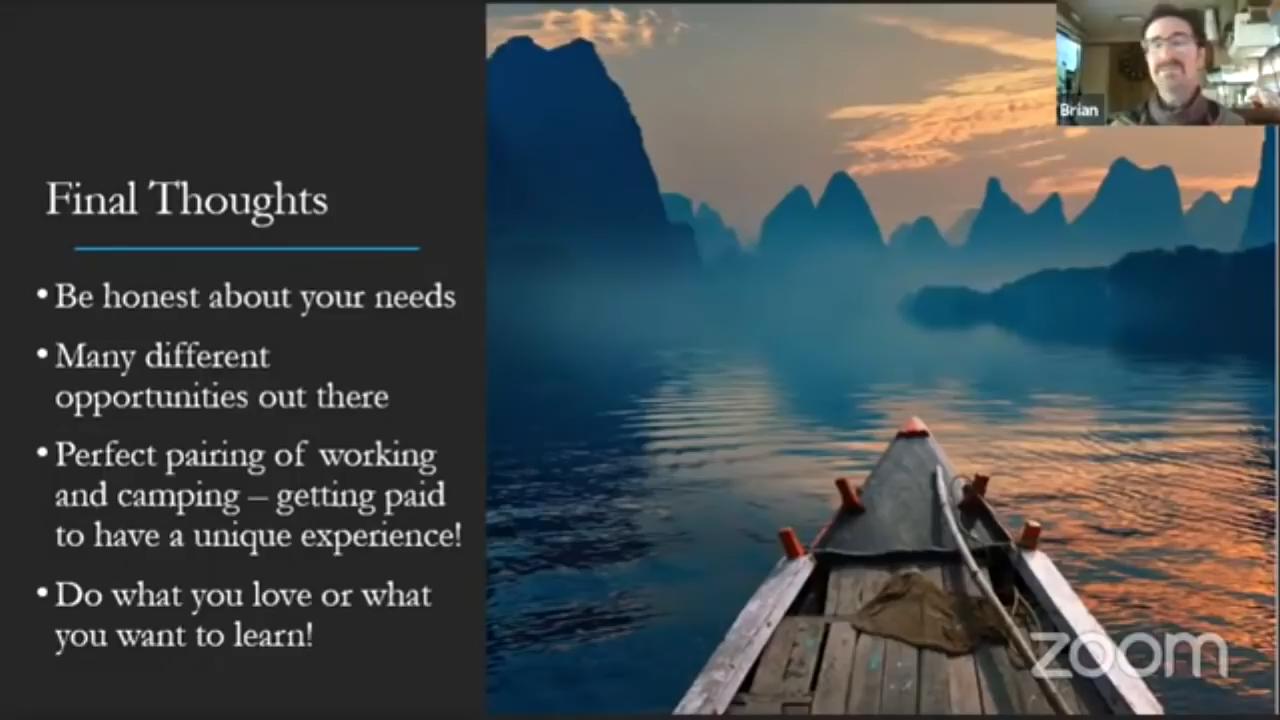 Final Thoughts
• Be honest about your needs
• Many different
opportunities out there
• Perfect pairing of working
and camping – getting paid
to have a unique experience!
• Do what you love or what
you want to learn!
Brian
zoom